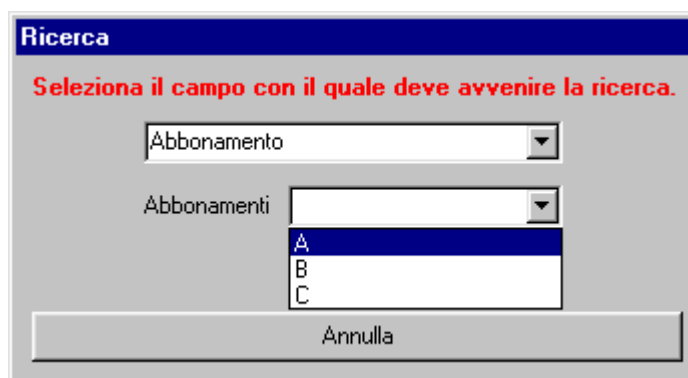 Ricerca
Seleziona il campo con il quale deve avvenire la ricerca.
Abbonamento
Abbonamenti
A
B
C
Annulla